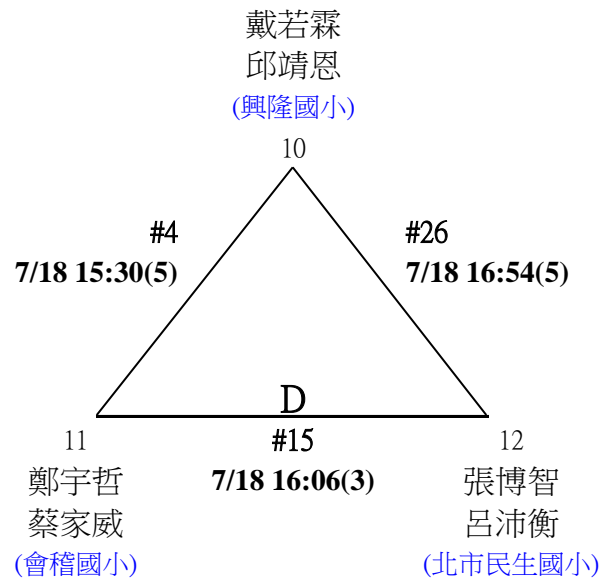 戴若霖
邱靖恩
(興隆國小)
10
#4
7/18 15:30(5)
#26
7/18 16:54(5)
D
11
#15
12
鄭宇哲
7/18 16:06(3)
張博智
蔡家威
呂沛衡
(會稽國小)
(北市民生國小)